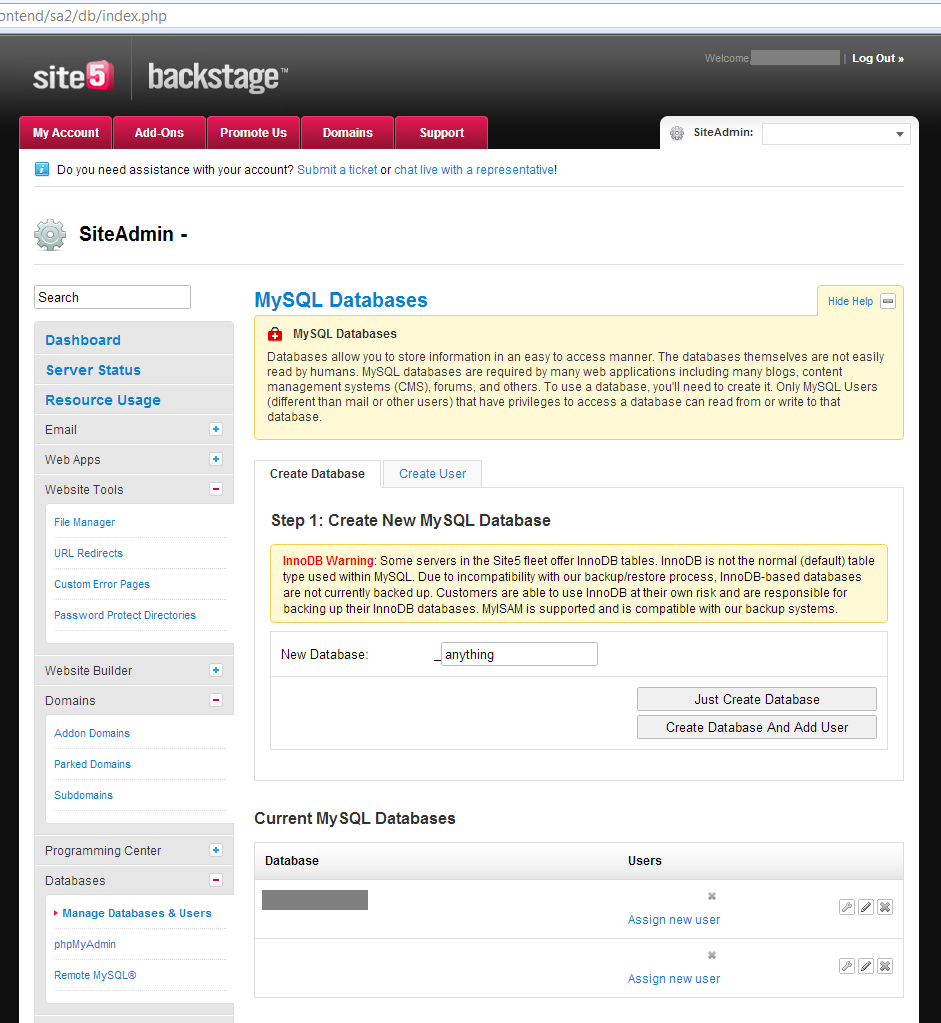 ontend/sa2/db/index.php
site5 backstage™
Welcome | Log Out »
My Account Add-Ons Promote Us Domains Support
SiteAdmin:
Do you need assistance with your account? Submit a ticket or chat live with a representative!
SiteAdmin -
Search
Dashboard
Server Status
Resource Usage
Email
Web Apps
Website Tools
File Manager
URL Redirects
Custom Error Pages
Password Protect Directories
Website Builder
Domains
Addon Domains
Parked Domains
Subdomains
Programming Center
Databases
Manage Databases & Users
phpMyAdmin
Remote MySQL®
MySQL Databases
Hide Help
MySQL Databases
Databases allow you to store information in an easy to access manner. The databases themselves are not easily
read by humans. MySQL databases are required by many web applications including many blogs, content
management systems (CMS), forums, and others. To use a database, you'll need to create it. Only MySQL Users
(different than mail or other users) that have privileges to access a database can read from or write to that
database.
Create Database Create User
Step 1: Create New MySQL Database
InnoDB Warning: Some servers in the Site5 fleet offer InnoDB tables. InnoDB is not the normal (default) table
type used within MySQL. Due to incompatibility with our backup/restore process, InnoDB-based databases
are not currently backed up. Customers are able to use InnoDB at their own risk and are responsible for
backing up their InnoDB databases. MyISAM is supported and is compatible with our backup systems.
New Database: _ anything
Just Create Database
Create Database And Add User
Current MySQL Databases
Database Users
Assign new user
Assign new user